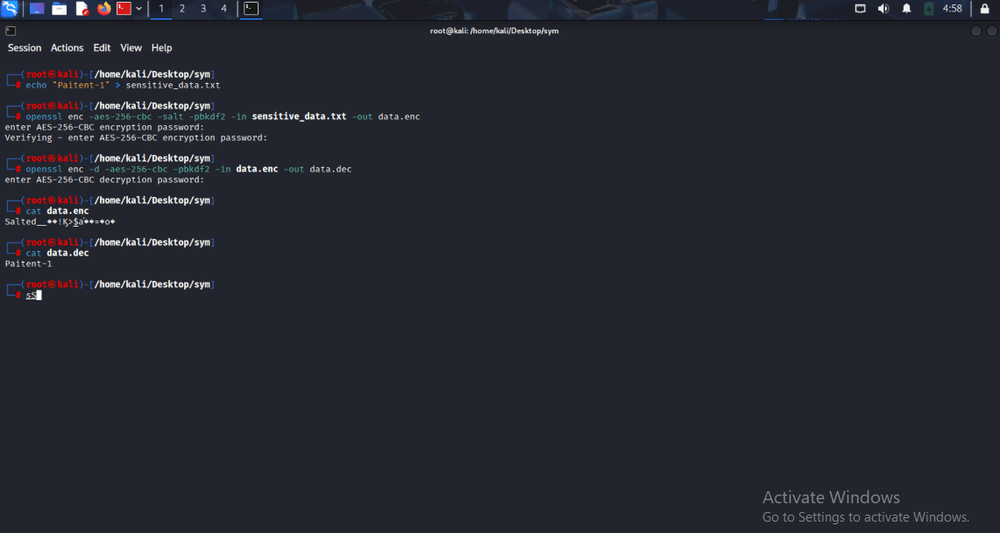 1 2 3 4 4:58
root@kali: /home/kali/Desktop/sym
Session Actions Edit View Help
(root㉿kali)-[/home/kali/Desktop/sym]
# echo "Paitent-1" > sensitive_data.txt
(root㉿kali)-[/home/kali/Desktop/sym]
# openssl enc -aes-256-cbc -salt -pbkdf2 -in sensitive_data.txt -out data.enc
enter AES-256-CBC encryption password:
Verifying - enter AES-256-CBC encryption password:
(root㉿kali)-[/home/kali/Desktop/sym]
# openssl enc -d -aes-256-cbc -pbkdf2 -in data.enc -out data.dec
enter AES-256-CBC decryption password:
(root㉿kali)-[/home/kali/Desktop/sym]
# cat data.enc
Salted__
(root㉿kali)-[/home/kali/Desktop/sym]
# cat data.dec
Paitent-1
(root㉿kali)-[/home/kali/Desktop/sym]
# sS
Activate Windows
Go to Settings to activate Windows.